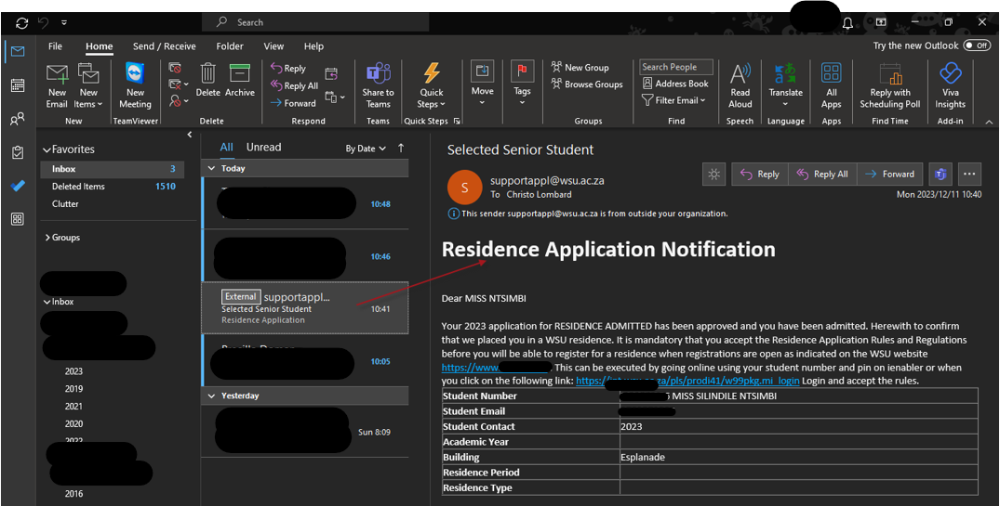 Search
File Home Send / Receive Folder View Help
Try the new Outlook Off
New Email
New Items
New
New Meeting
TeamViewer
Delete Archive
Delete
Reply
Reply All
Forward
Respond
Share to Teams
Teams
Quick Steps
Quick Steps
Move
Tags
New Group
Browse Groups
Groups
Search People
Address Book
Filter Email
Find
Read Aloud
Speech
Translate
Language
All Apps
Apps
Reply with Scheduling Poll
Find Time
Viva Insights
Add-in
Favorites
Inbox 3
Deleted Items 1510
Clutter
Groups
Inbox
2023
2019
2021
2020
2022
2016
All Unread By Date
Today
10:48
10:46
External supportappl...
Selected Senior Student 10:41
Residence Application
10:05
Yesterday
Sun 8:09
Selected Senior Student
S
supportappl@wsu.ac.za
To Christo Lombard
Reply Reply All Forward
Mon 2023/12/11 10:40
This sender supportappl@wsu.ac.za is from outside your organization.
Residence Application Notification
Dear MISS NTSIMBI
Your 2023 application for RESIDENCE ADMITTED has been approved and you have been admitted. Herewith to confirm
that we placed you in a WSU residence. It is mandatory that you accept the Residence Application Rules and Regulations
before you will be able to register for a residence when registrations are open as indicated on the WSU website
https://www. . This can be executed by going online using your student number and pin on ienabler or when
you click on the following link: https:// .wsu.ac.za/pls/prodi41/w99pkg.mi_login Login and accept the rules.
Student Number MISS SILINDILE NTSIMBI
Student Email
Student Contact 2023
Academic Year
Building Esplanade
Residence Period
Residence Type